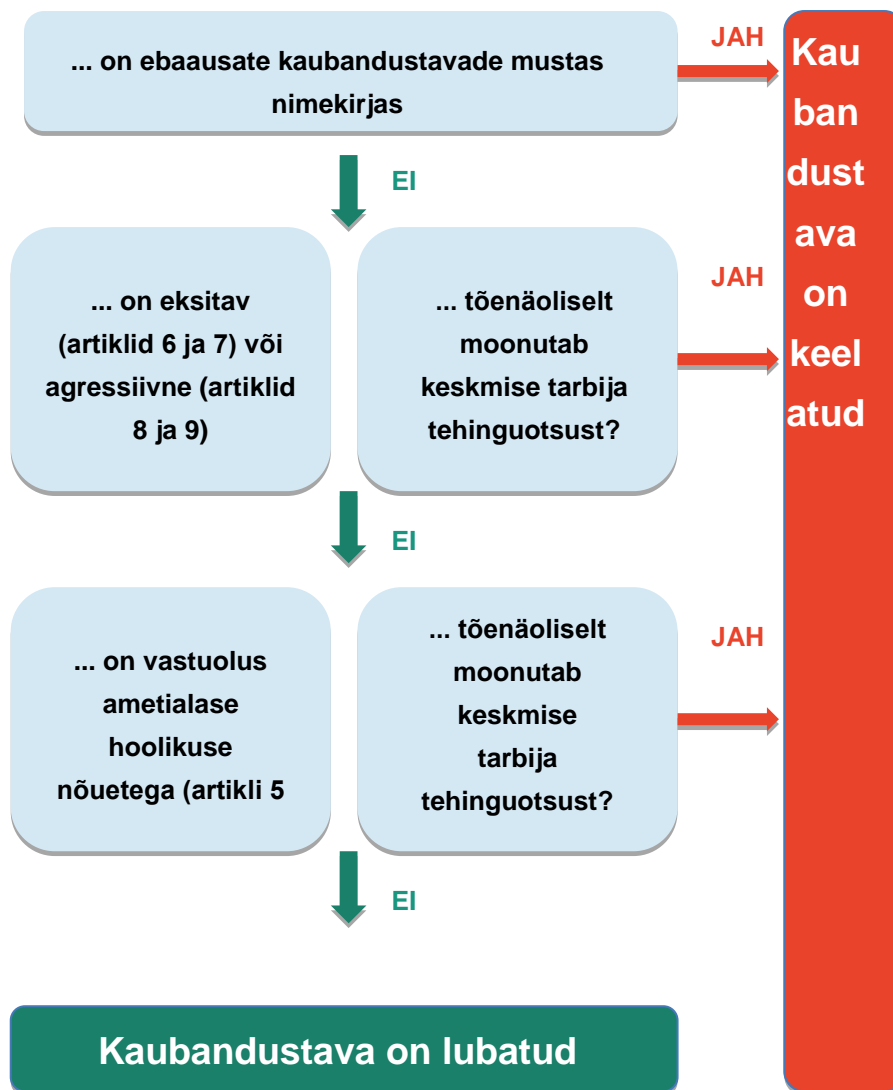 ... on ebaausate kaubandustavade mustas
nimekirjas
JAH
Kau
ban
dust
ava
on
keel
atud
EI
... on eksitav
(artiklid 6 ja 7) või
agressiivne (artiklid
8 ja 9)
... tõenäoliselt
moonutab
keskmise tarbija
tehinguotsust?
JAH
EI
... on vastuolus
ametialase
hoolikuse
nõuetega (artikli 5
... tõenäoliselt
moonutab
keskmise
tarbija
tehinguotsust?
JAH
EI
Kaubandustava on lubatud